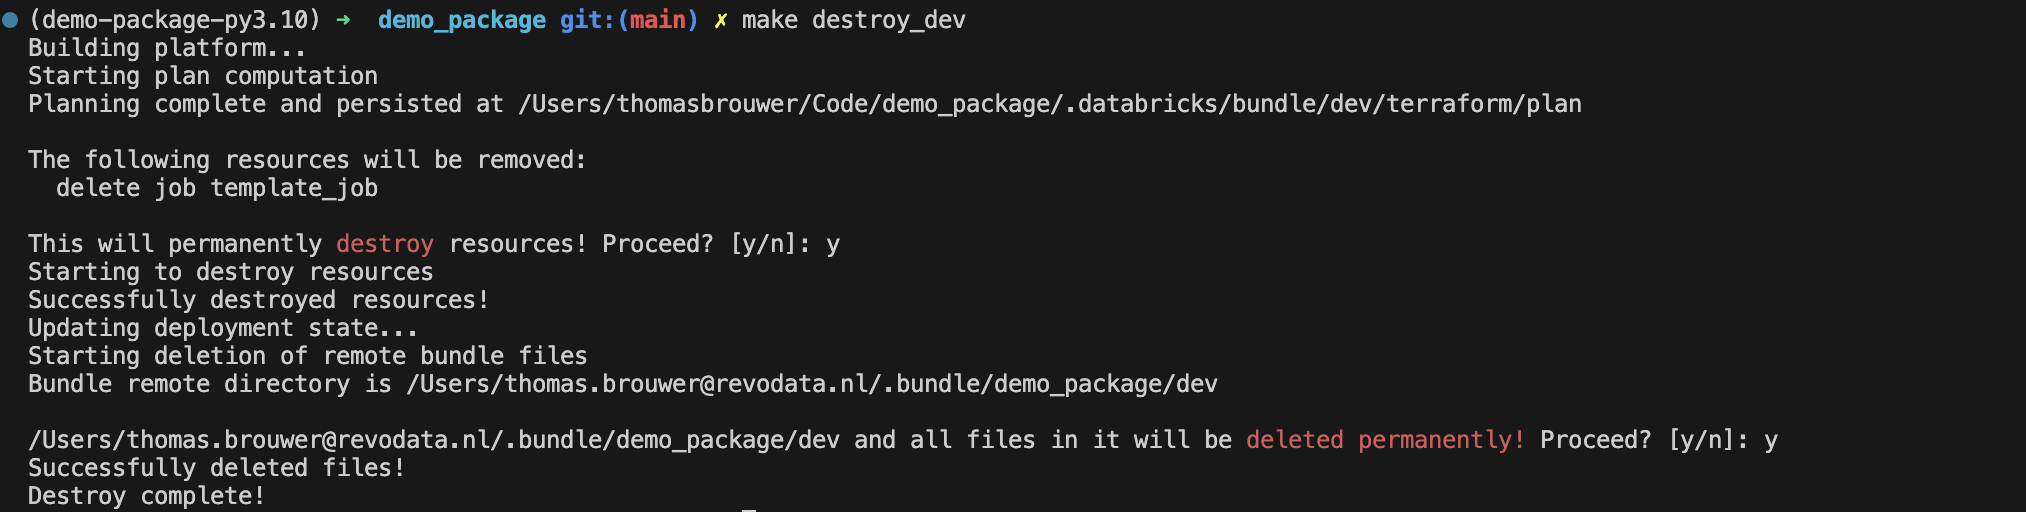 (demo-package-py3.10) ➜  demo_package git:(main) ✗ make destroy_dev
Building platform...
Starting plan computation
Planning complete and persisted at /Users/thomasbrouwer/Code/demo_package/.databricks/bundle/dev/terraform/plan
The following resources will be removed:
  delete job template_job
This will permanently destroy resources! Proceed? [y/n]: y
Starting to destroy resources
Successfully destroyed resources!
Updating deployment state...
Starting deletion of remote bundle files
Bundle remote directory is /Users/thomas.brouwer@revodata.nl/.bundle/demo_package/dev
/Users/thomas.brouwer@revodata.nl/.bundle/demo_package/dev and all files in it will be deleted permanently! Proceed? [y/n]: y
Successfully deleted files!
Destroy complete!